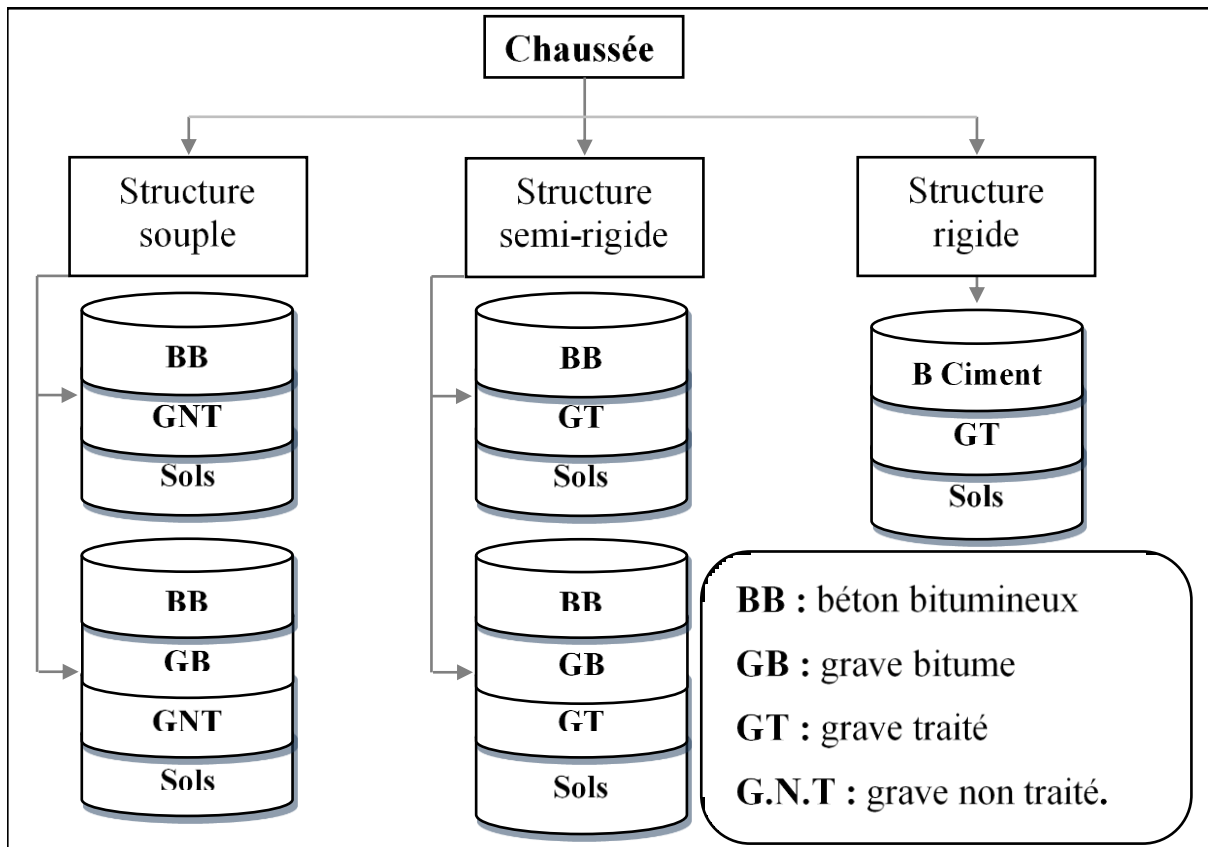 Chaussée
Structure
souple
Structure
semi-rigide
Structure
rigide
BB
GNT
Sols
BB
GT
Sols
B Ciment
GT
Sols
BB
GB
GNT
Sols
BB
GB
GT
Sols
BB : béton bitumineux
GB : grave bitume
GT : grave traité
G.N.T : grave non traité.